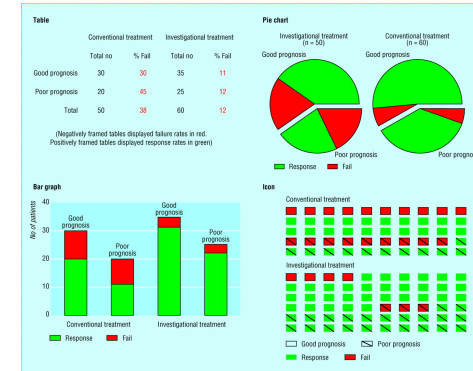 Table
Conventional treatment Investigational treatment
Total no % Fail Total no % Fail
Good prognosis 30 30 35 11
Poor prognosis 20 45 25 12
Total 50 38 60 12
(Negatively framed tables displayed failure rates in red.
Positively framed tables displayed response rates in green)
Pie chart
Investigational treatment
(n = 50)
Conventional treatment
(n = 60)
Good prognosis
Good prognosis
Poor prognosis
Poor progno
Response Fail
Bar graph
No of patients
40
30
20
10
0
Good
prognosis
Poor
prognosis
Good
prognosis
Poor
prognosis
Conventional treatment Investigational treatment
Response Fail
Icon
Conventional treatment
Investigational treatment
Good prognosis Poor prognosis
Response Fail